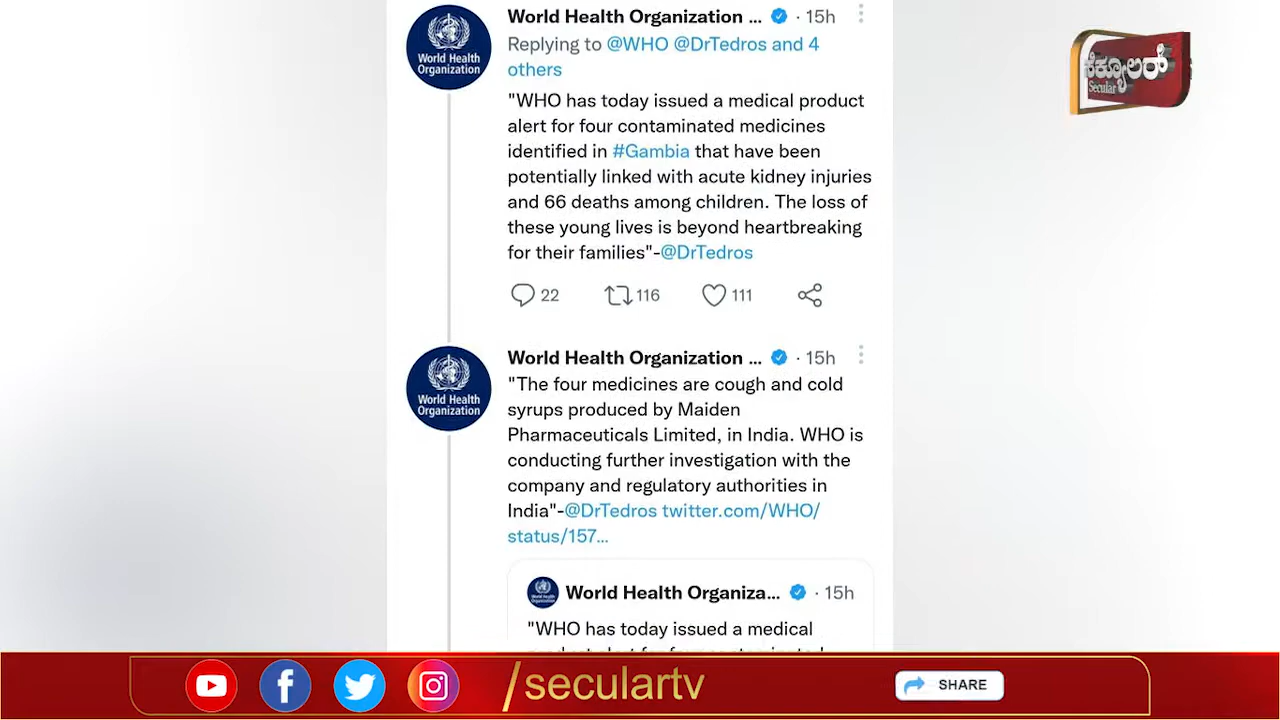 World Health Organization ... · 15h
Replying to @WHO @DrTedros and 4
others
"WHO has today issued a medical product
alert for four contaminated medicines
identified in #Gambia that have been
potentially linked with acute kidney injuries
and 66 deaths among children. The loss of
these young lives is beyond heartbreaking
for their families"-@DrTedros
22 116 111
World Health Organization
World Health Organization ... · 15h
"The four medicines are cough and cold
syrups produced by Maiden
Pharmaceuticals Limited, in India. WHO is
conducting further investigation with the
company and regulatory authorities in
India"-@DrTedros twitter.com/WHO/
status/157...
World Health Organization
World Health Organiza... · 15h
"WHO has today issued a medical
ಸೆಕ್ಯೂಲರ್
Secular
/seculartv
SHARE